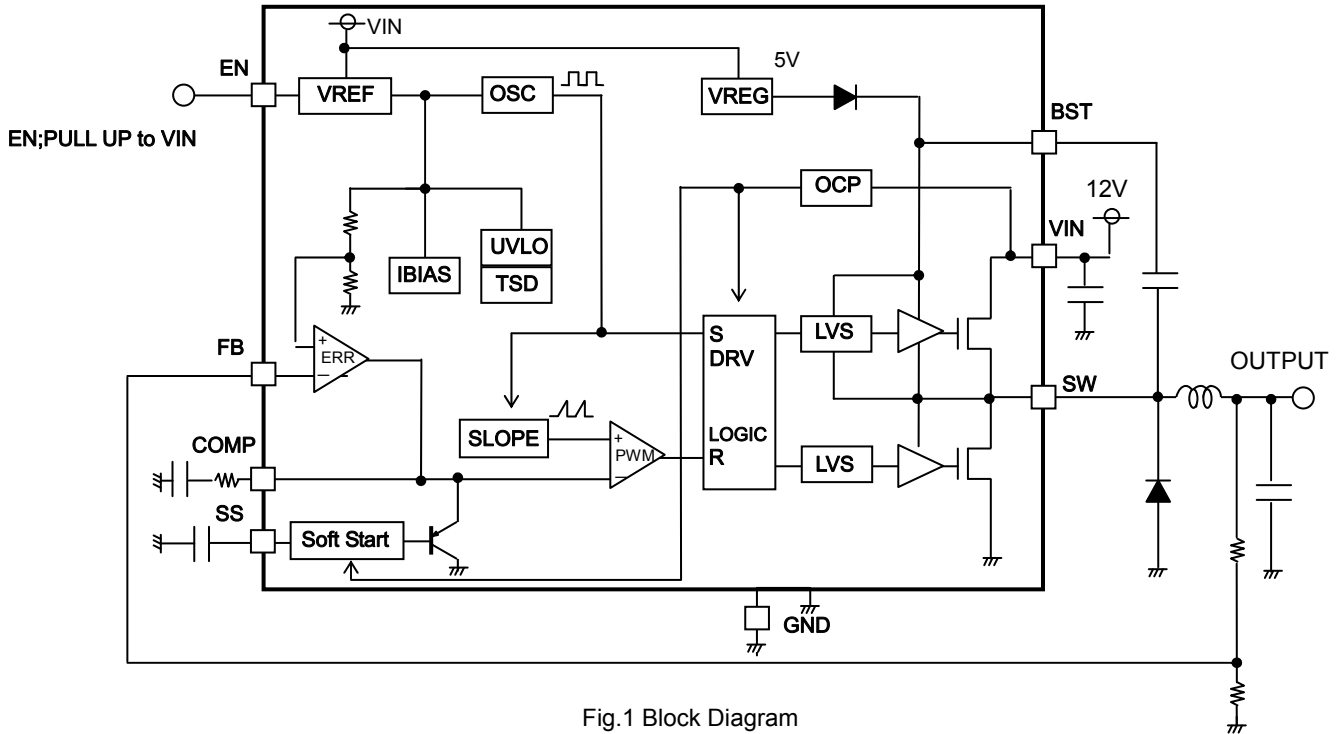 VIN
5V
EN
VREF
OSC
VREG
BST
EN;PULL UP to VIN
OCP
12V
VIN
UVLO
IBIAS
TSD
LVS
S
DRV
FB
+
ERR
−
−
OUTPUT
SW
COMP
SLOPE
+
PWM
−
LOGIC
R
LVS
SS
Soft Start
GND
Fig.1 Block Diagram